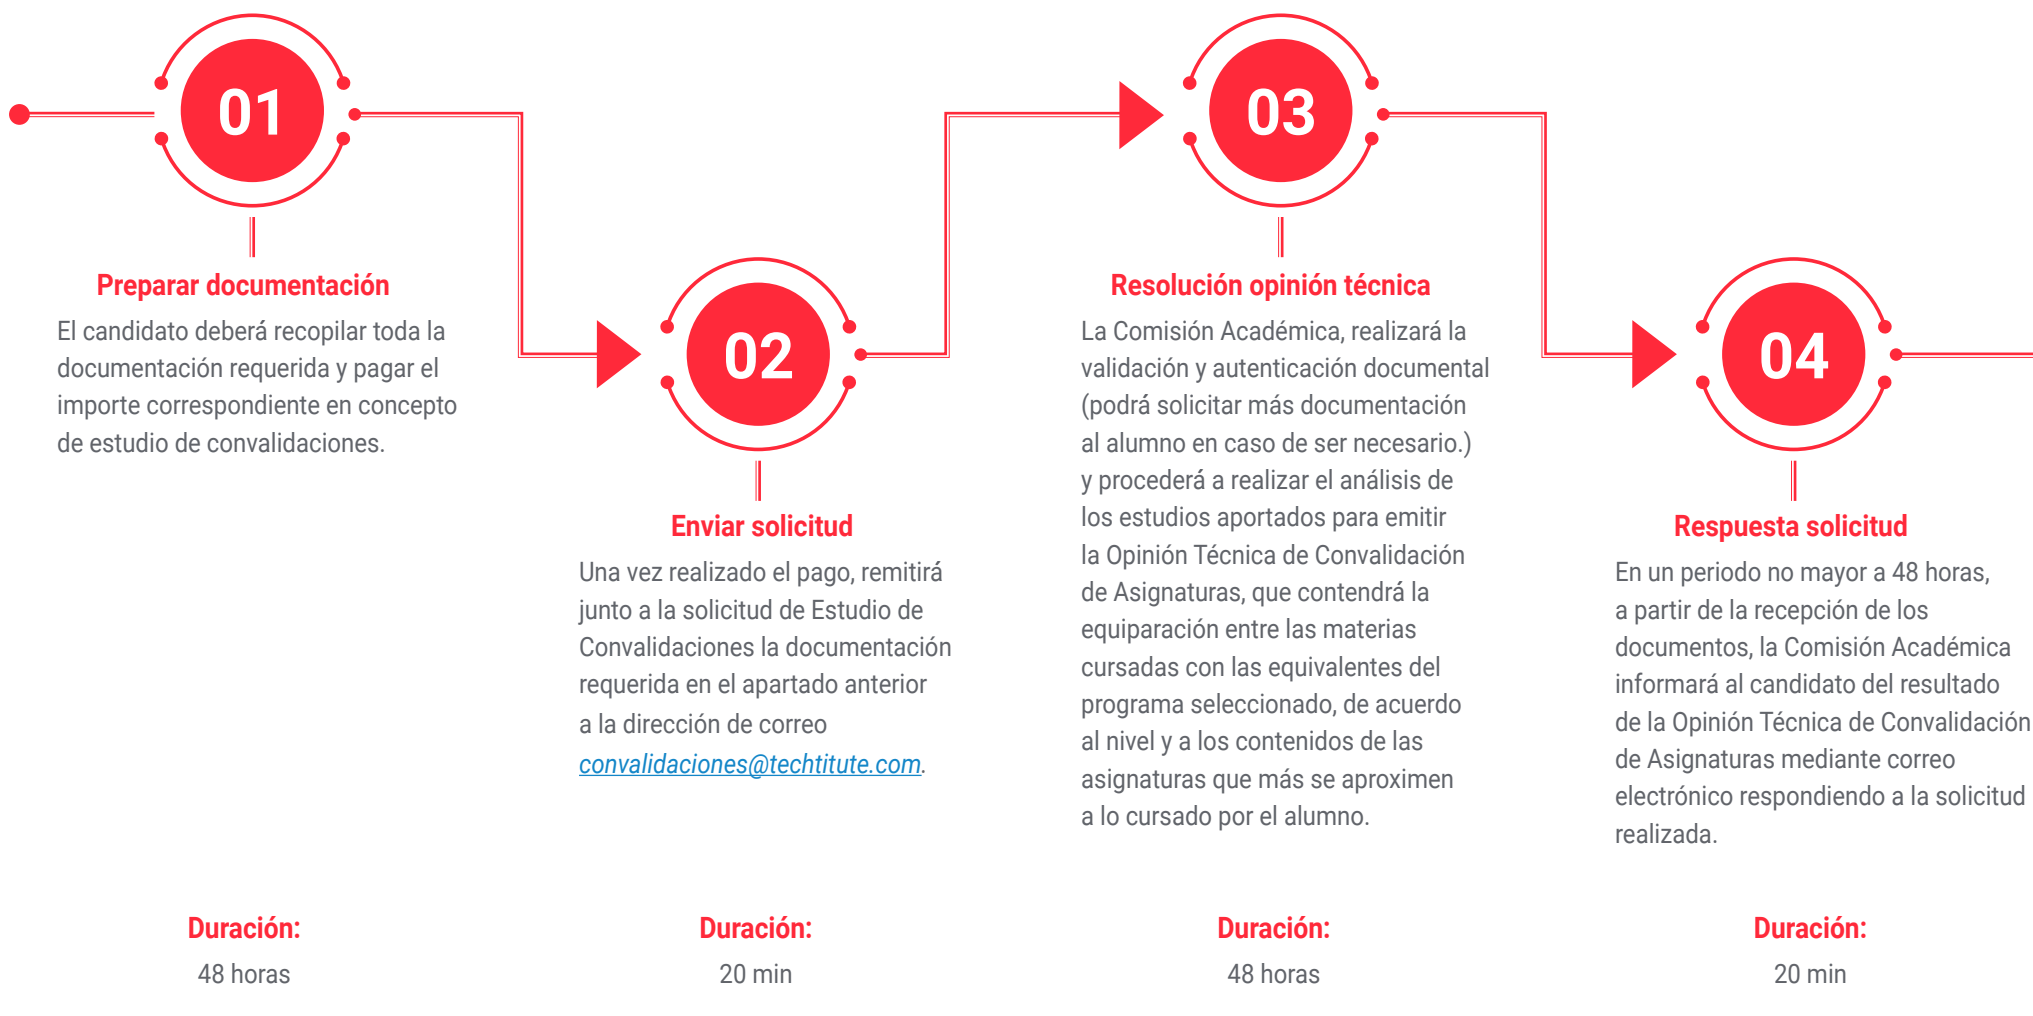 01
Preparar documentación
El candidato deberá recopilar toda la
documentación requerida y pagar el
importe correspondiente en concepto
de estudio de convalidaciones.
Duración:
48 horas
02
Enviar solicitud
Una vez realizado el pago, remitirá
junto a la solicitud de Estudio de
Convalidaciones la documentación
requerida en el apartado anterior
a la dirección de correo
convalidaciones@techtitute.com.
Duración:
20 min
03
Resolución opinión técnica
La Comisión Académica, realizará la
validación y autenticación documental
(podrá solicitar más documentación
al alumno en caso de ser necesario.)
y procederá a realizar el análisis de
los estudios aportados para emitir
la Opinión Técnica de Convalidación
de Asignaturas, que contendrá la
equiparación entre las materias
cursadas con las equivalentes del
programa seleccionado, de acuerdo
al nivel y a los contenidos de las
asignaturas que más se aproximen
a lo cursado por el alumno.
Duración:
48 horas
04
Respuesta solicitud
En un periodo no mayor a 48 horas,
a partir de la recepción de los
documentos, la Comisión Académica
informará al candidato del resultado
de la Opinión Técnica de Convalidación
de Asignaturas mediante correo
electrónico respondiendo a la solicitud
realizada.
Duración:
20 min